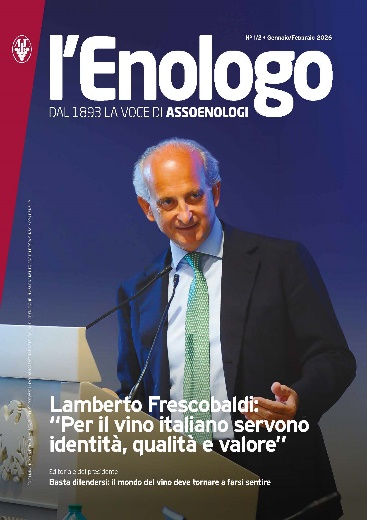 N° 1/2 • Gennaio/Febbraio 2026
l'Enologo
DAL 1893 LA VOCE DI ASSOENOLOGI
Lamberto Frescobaldi:
“Per il vino italiano servono
identità, qualità e valore”
Editoriale del presidente
Basta difendersi: il mondo del vino deve tornare a farsi sentire